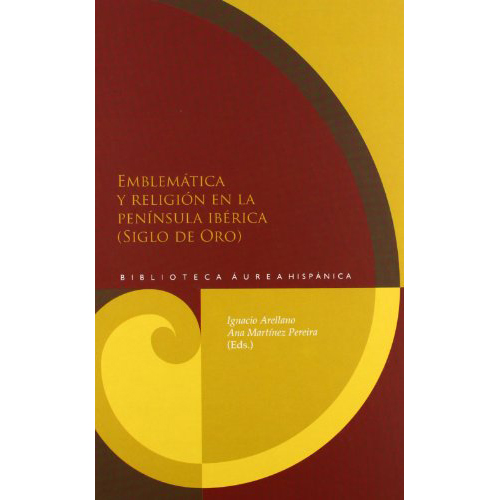 Emblemática
y religión en la
península ibérica
(Siglo de Oro)
BIBLIOTECA ÁUREA HISPÁNICA
Ignacio Arellano
Ana Martínez Pereira
(Eds.)